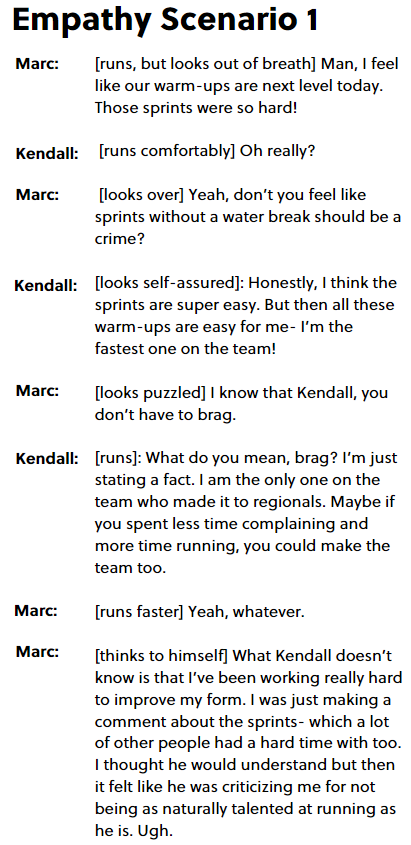 Empathy Scenario 1
Marc: [runs, but looks out of breath] Man, I feel
like our warm-ups are next level today.
Those sprints were so hard!
Kendall: [runs comfortably] Oh really?
Marc: [looks over] Yeah, don't you feel like
sprints without a water break should be a
crime?
Kendall: [looks self-assured]: Honestly, I think the
sprints are super easy. But then all these
warm-ups are easy for me- I'm the
fastest one on the team!
Marc: [looks puzzled] I know that Kendall, you
don't have to brag.
Kendall: [runs]: What do you mean, brag? I'm just
stating a fact. I am the only one on the
team who made it to regionals. Maybe if
you spent less time complaining and
more time running, you could make the
team too.
Marc: [runs faster] Yeah, whatever.
Marc: [thinks to himself] What Kendall doesn't
know is that I've been working really hard
to improve my form. I was just making a
comment about the sprints- which a lot
of other people had a hard time with too.
I thought he would understand but then
it felt like he was criticizing me for not
being as naturally talented at running as
he is. Ugh.